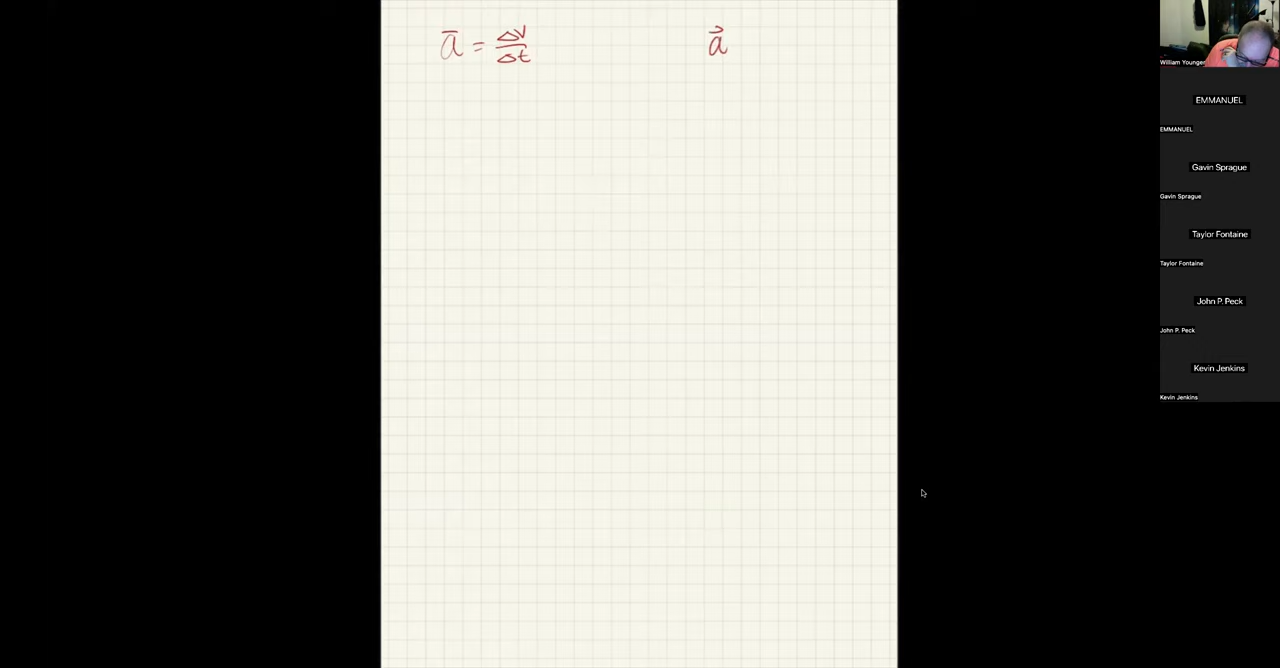 ā = Δv/Δt
a⃗
William Younger
EMMANUEL
EMMANUEL
Gavin Sprague
Gavin Sprague
Taylor Fontaine
Taylor Fontaine
John P. Peck
John P. Peck
Kevin Jenkins
Kevin Jenkins